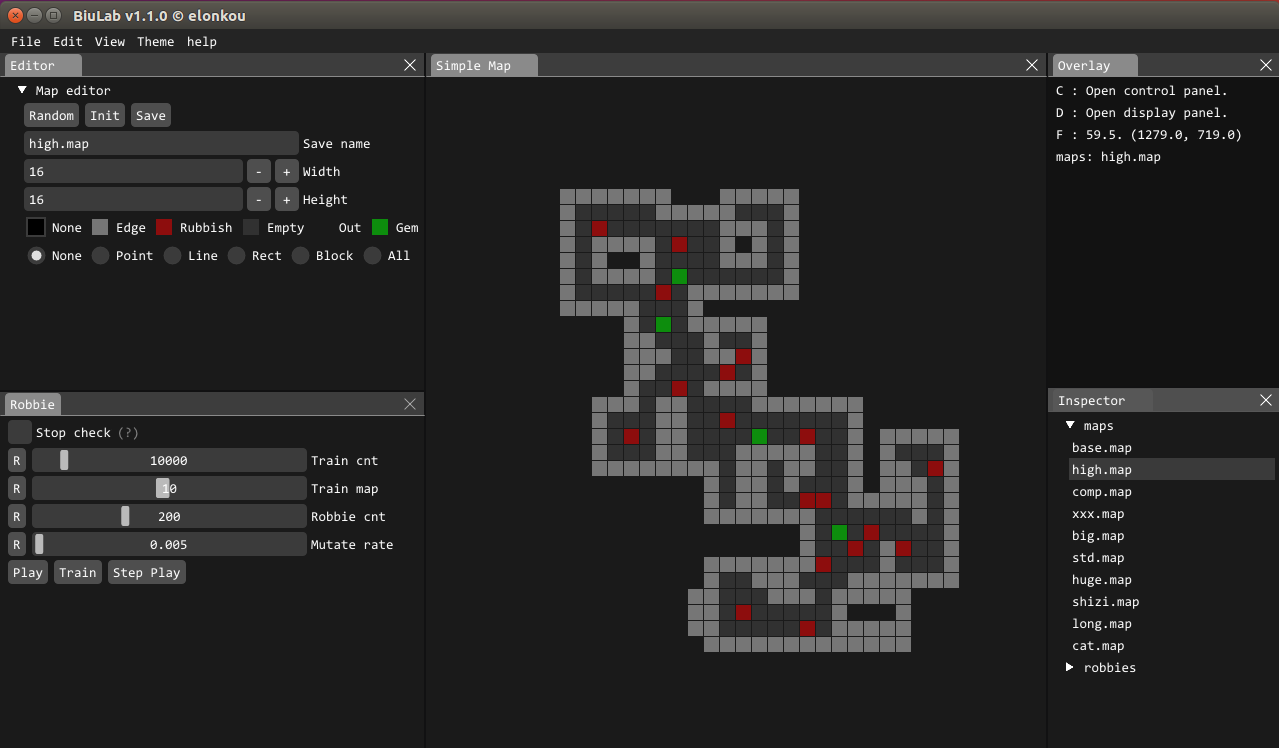 BiuLab v1.1.0 © elonkou
File Edit View Theme help
Editor
Map editor
Random Init Save
high.map Save name
16 - + Width
16 - + Height
None Edge Rubbish Empty Out Gem
None Point Line Rect Block All
Robbie
Stop check (?)
R 10000 Train cnt
R 10 Train map
R 200 Robbie cnt
R 0.005 Mutate rate
Play Train Step Play
Simple Map
Overlay
C : Open control panel.
D : Open display panel.
F : 59.5. (1279.0, 719.0)
maps: high.map
Inspector
maps
base.map
high.map
comp.map
xxx.map
big.map
std.map
huge.map
shizi.map
long.map
cat.map
robbies